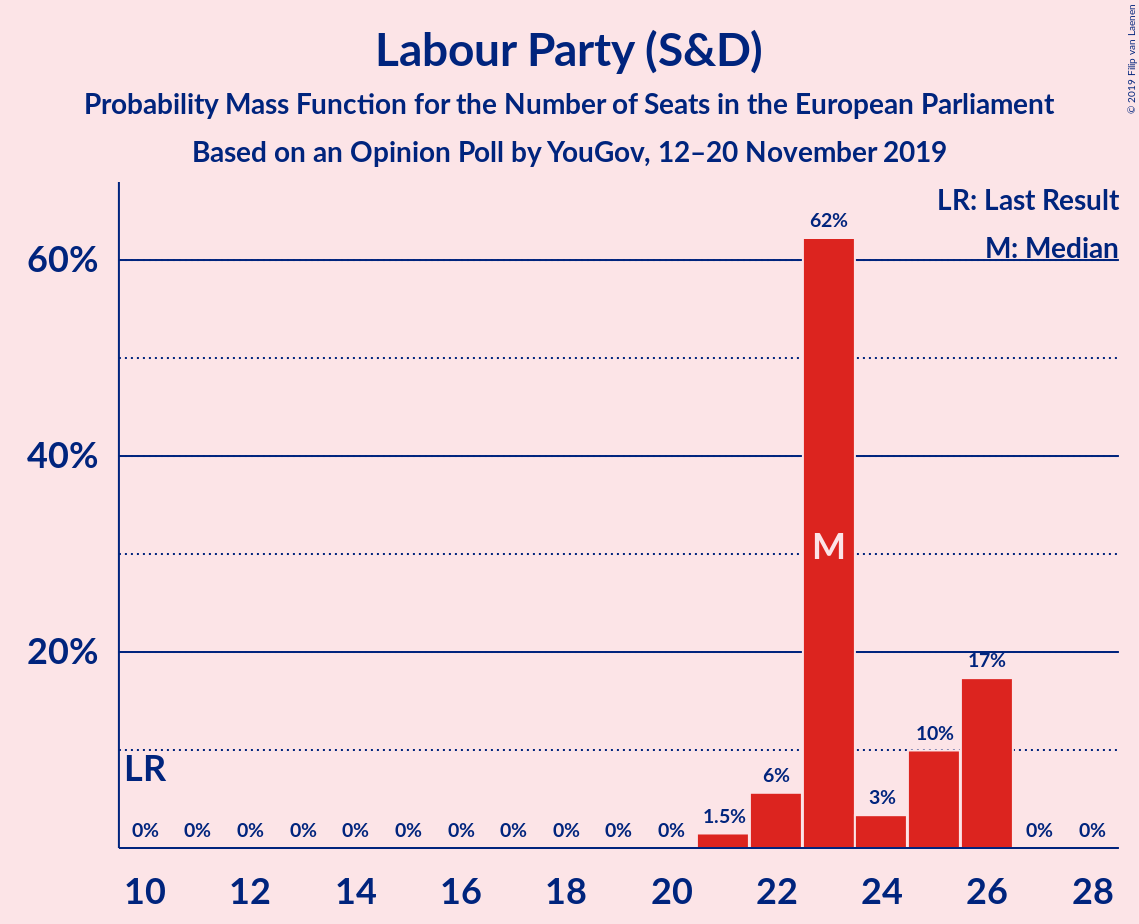 Labour Party (S&D)
Probability Mass Function for the Number of Seats in the European Parliament
Based on an Opinion Poll by YouGov, 12–20 November 2019
© 2019 Filip van Laenen
LR: Last Result
M: Median
60%
40%
20%
62%
M
17%
10%
6%
3%
1.5%
LR
0% 0% 0% 0% 0% 0% 0% 0% 0% 0% 0% 0% 0%
10 12 14 16 18 20 22 24 26 28